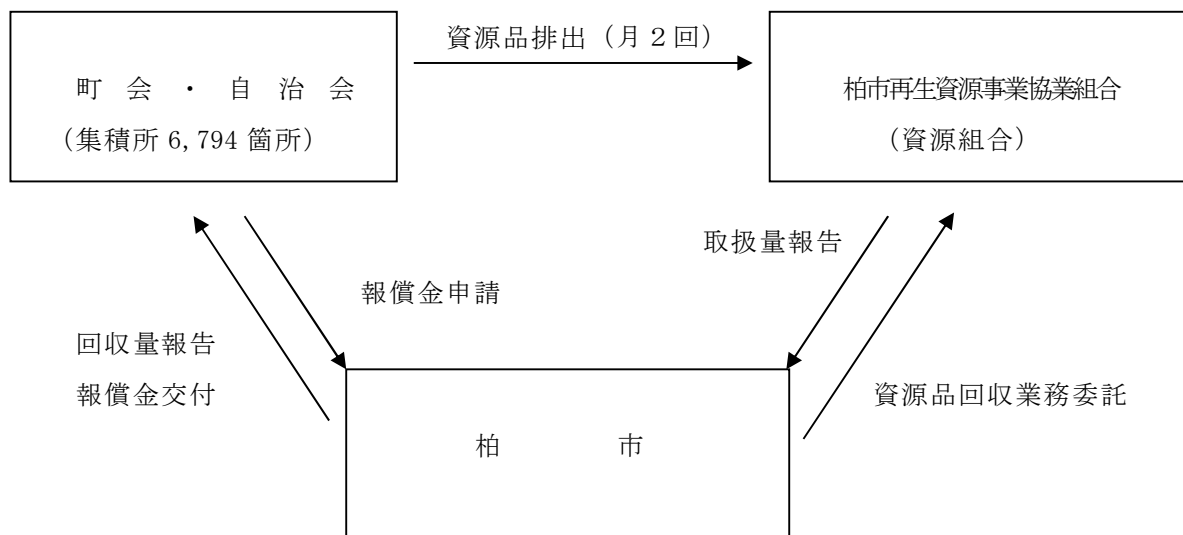 資源品排出（月２回）
町会・自治会
（集積所 6,794 箇所）
柏市再生資源事業協業組合
（資源組合）
取扱量報告
報償金申請
回収量報告
報償金交付
資源品回収業務委託
柏市